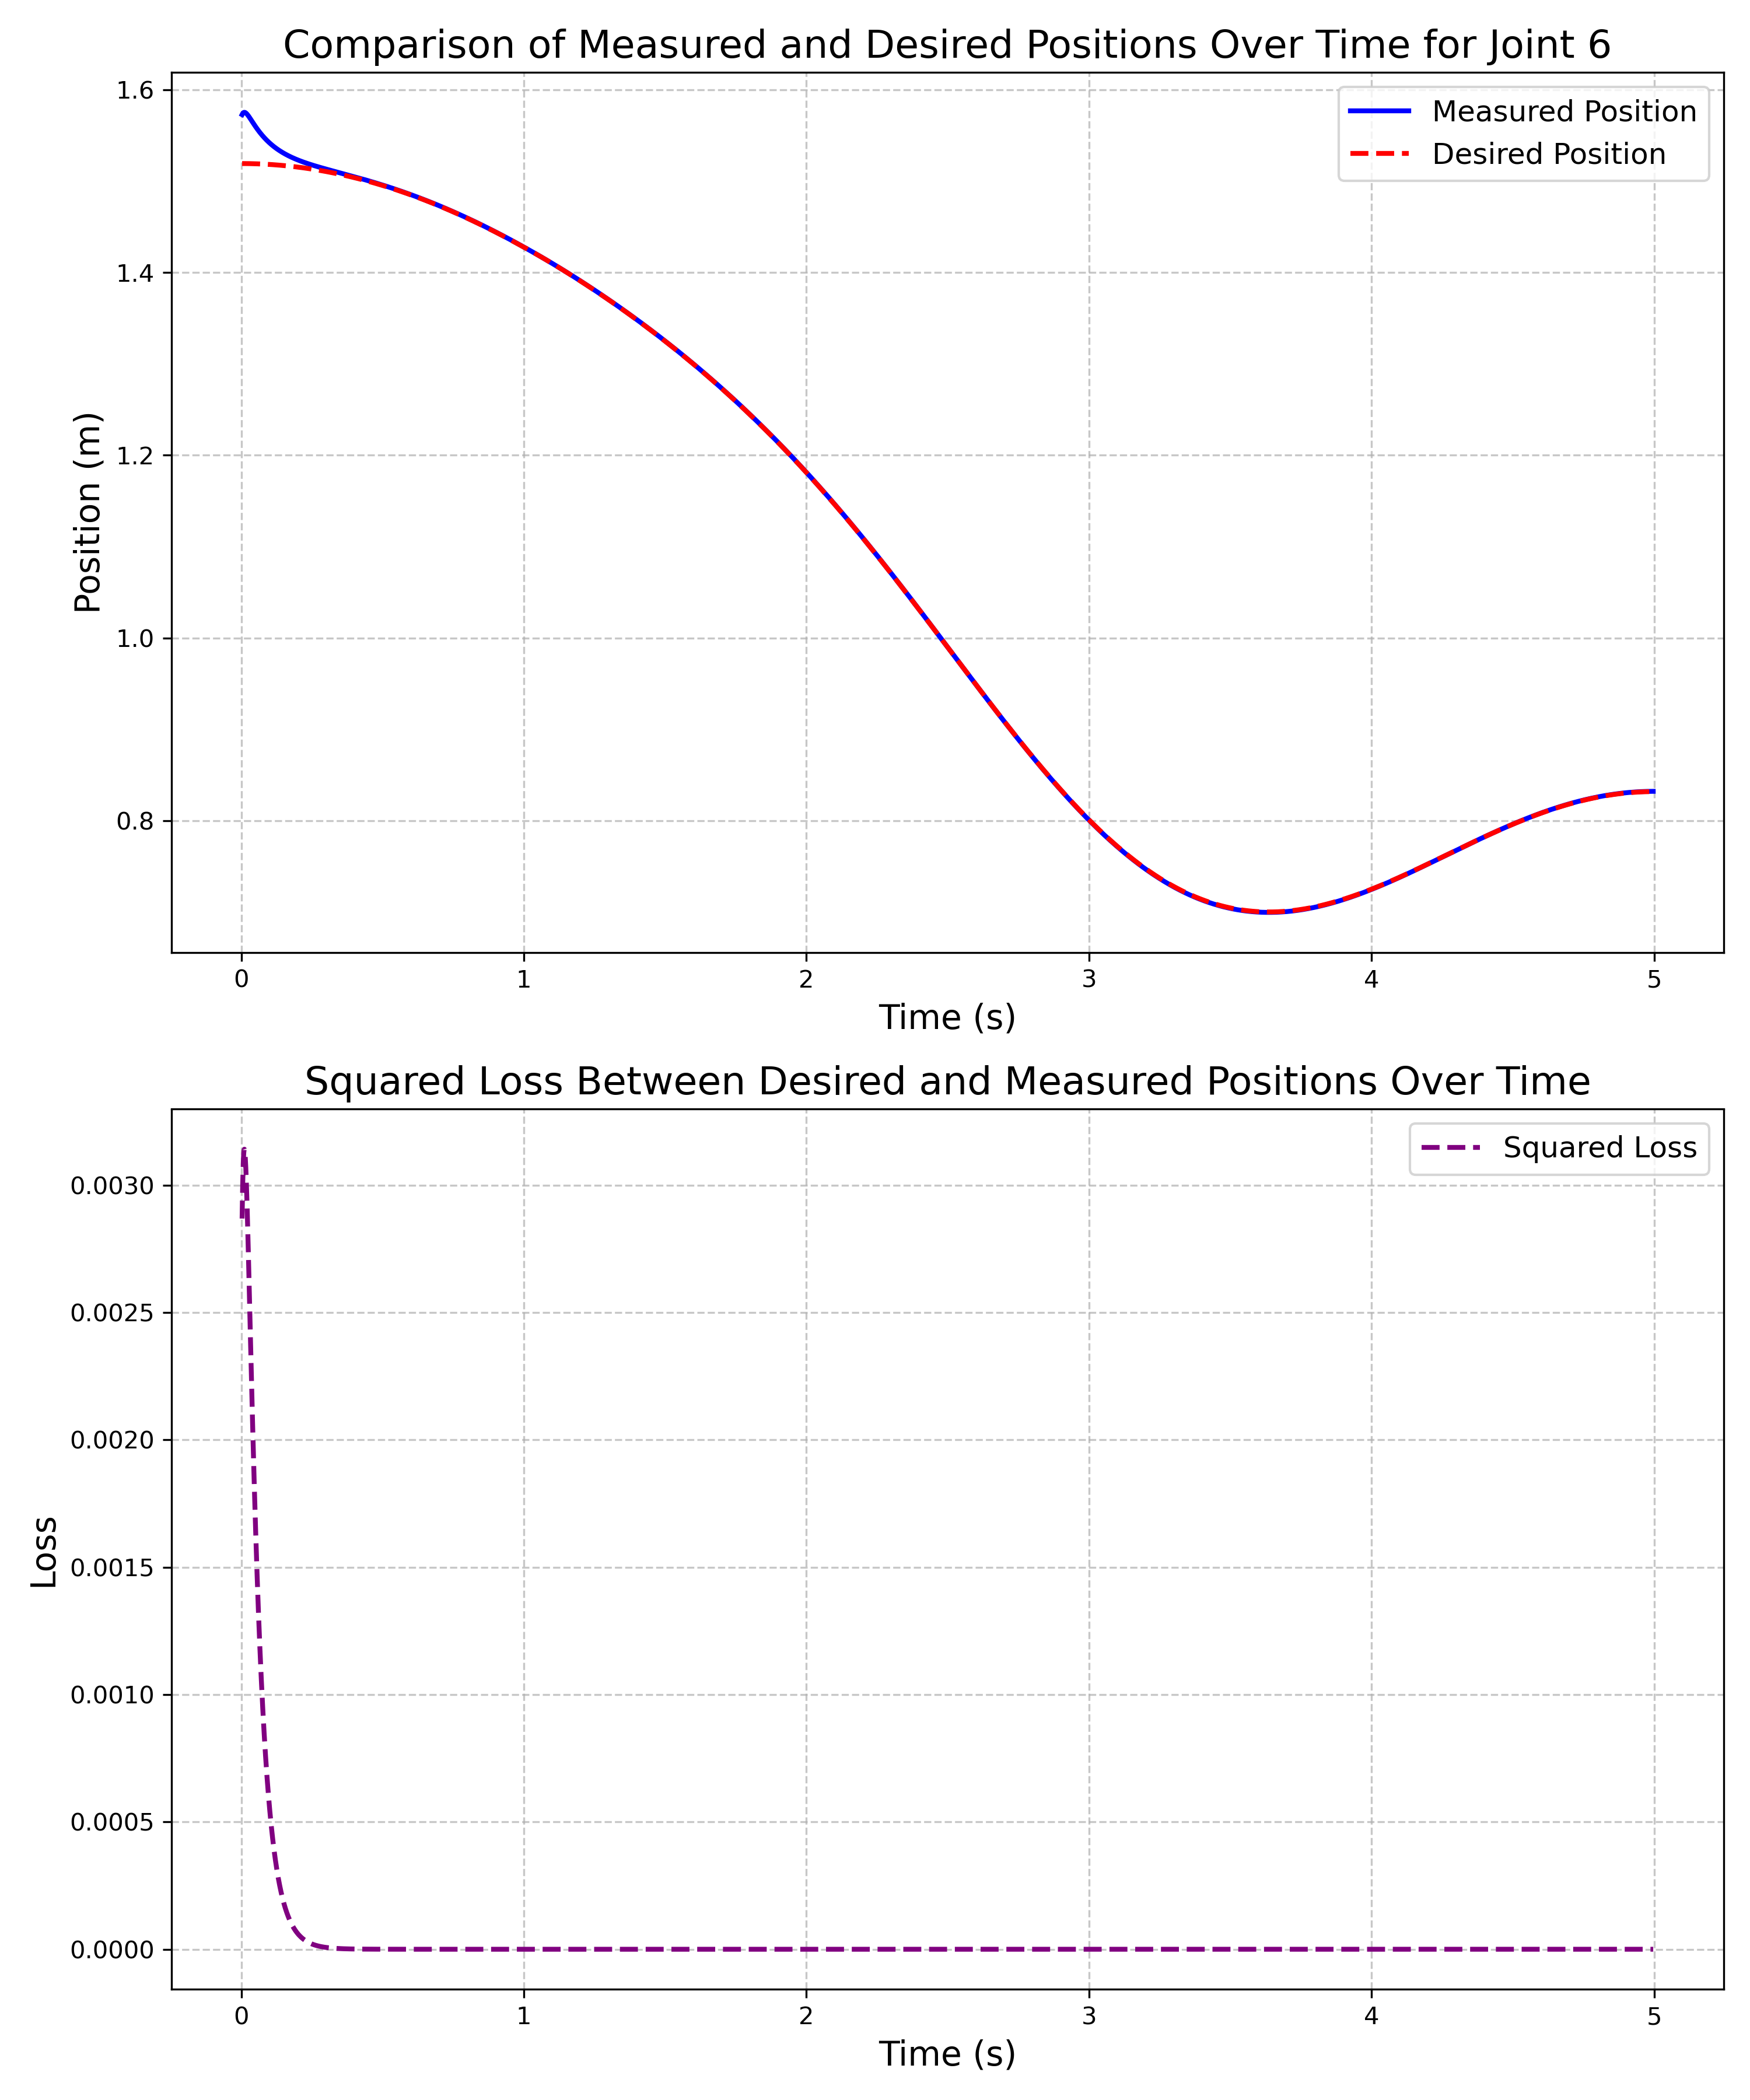 Comparison of Measured and Desired Positions Over Time for Joint 6
Measured Position
Desired Position
Position (m)
1.6
1.4
1.2
1.0
0.8
0
1
2
3
4
5
Time (s)
Squared Loss Between Desired and Measured Positions Over Time
Squared Loss
Loss
0.0030
0.0025
0.0020
0.0015
0.0010
0.0005
0.0000
0
1
2
3
4
5
Time (s)